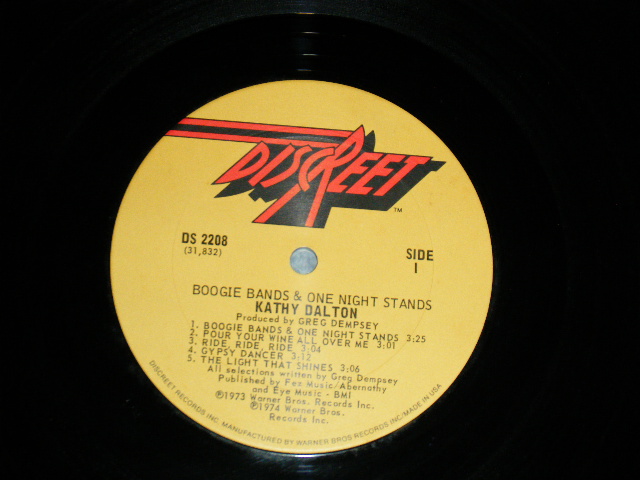 DISCREET
TM
DS 2208
(31,832)
SIDE
1
BOOGIE BANDS & ONE NIGHT STANDS
KATHY DALTON
Produced by GREG DEMPSEY
1. BOOGIE BANDS & ONE NIGHT STANDS 3:25
2. POUR YOUR WINE ALL OVER ME 3:01
3. RIDE, RIDE, RIDE 3:04
4. GYPSY DANCER 3:12
5. THE LIGHT THAT SHINES 3:06
All selections written by Greg Dempsey
Published by Fez Music/Abernathy
and Eye Music - BMI
℗1973 Warner Bros. Records Inc.
℗1974 Warner Bros.
Records Inc.
DISCREET RECORDS INC. MANUFACTURED BY WARNER BROS RECORDS INC/MADE IN USA